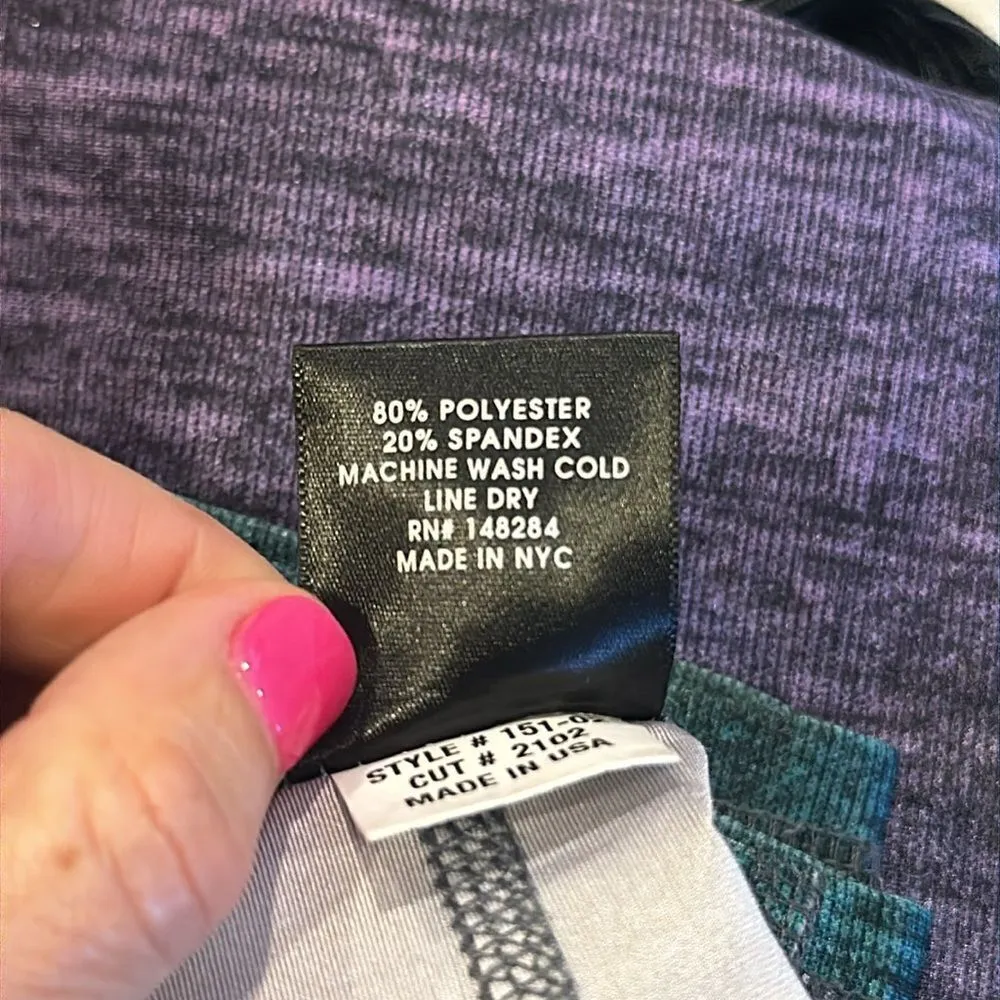 80% POLYESTER
20% SPANDEX
MACHINE WASH COLD
LINE DRY
RN# 148284
MADE IN NYC
STYLE #
CUT # 2102
MADE IN USA